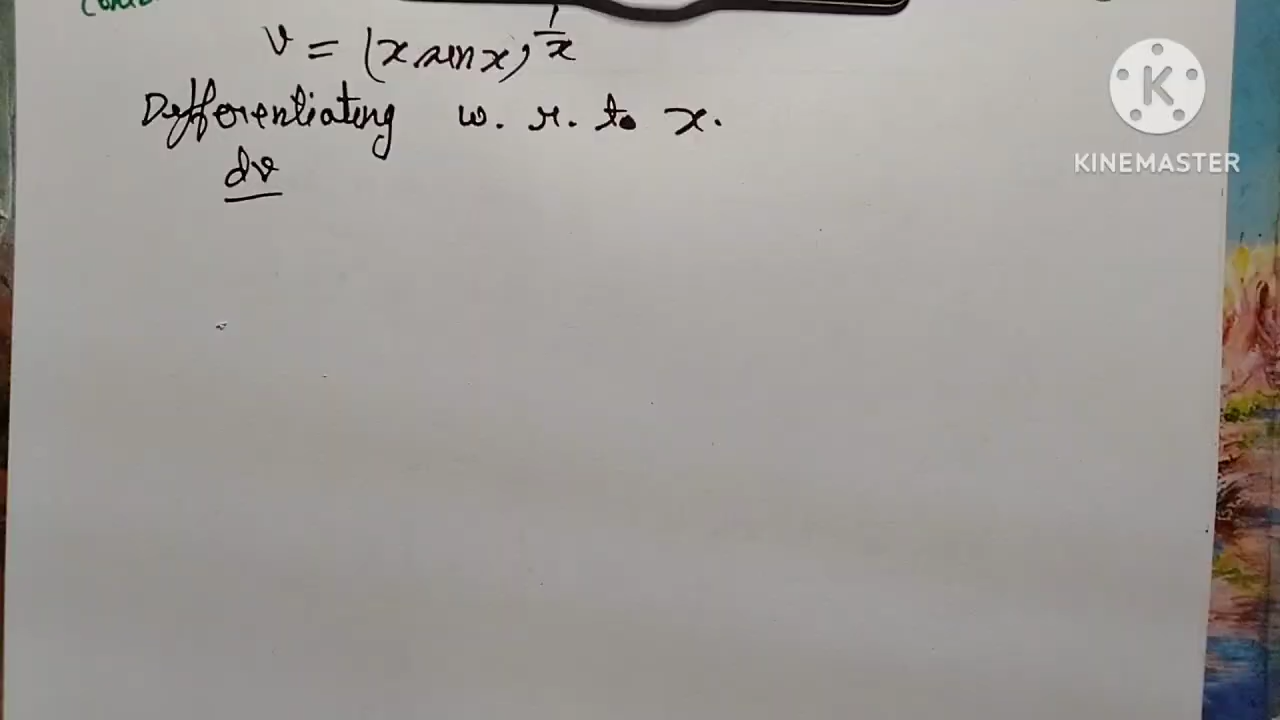 v = (x sin x)^{1/x}
Differentiating w. r. to x.
dv
K
KINEMASTER